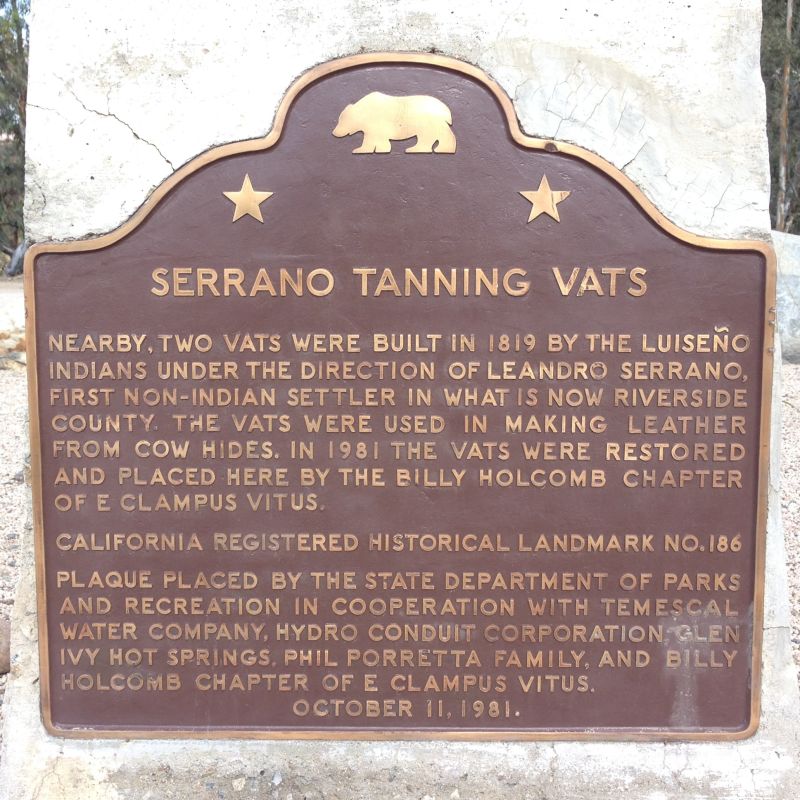 SERRANO TANNING VATS
NEARBY, TWO VATS WERE BUILT IN 1819 BY THE LUISEÑO
INDIANS UNDER THE DIRECTION OF LEANDRO SERRANO,
FIRST NON-INDIAN SETTLER IN WHAT IS NOW RIVERSIDE
COUNTY. THE VATS WERE USED IN MAKING LEATHER
FROM COW HIDES. IN 1981 THE VATS WERE RESTORED
AND PLACED HERE BY THE BILLY HOLCOMB CHAPTER
OF E CLAMPUS VITUS.
CALIFORNIA REGISTERED HISTORICAL LANDMARK NO. 186
PLAQUE PLACED BY THE STATE DEPARTMENT OF PARKS
AND RECREATION IN COOPERATION WITH TEMESCAL
WATER COMPANY, HYDRO CONDUIT CORPORATION, GLEN
IVY HOT SPRINGS, PHIL PORRETTA FAMILY, AND BILLY
HOLCOMB CHAPTER OF E CLAMPUS VITUS.
OCTOBER 11, 1981.